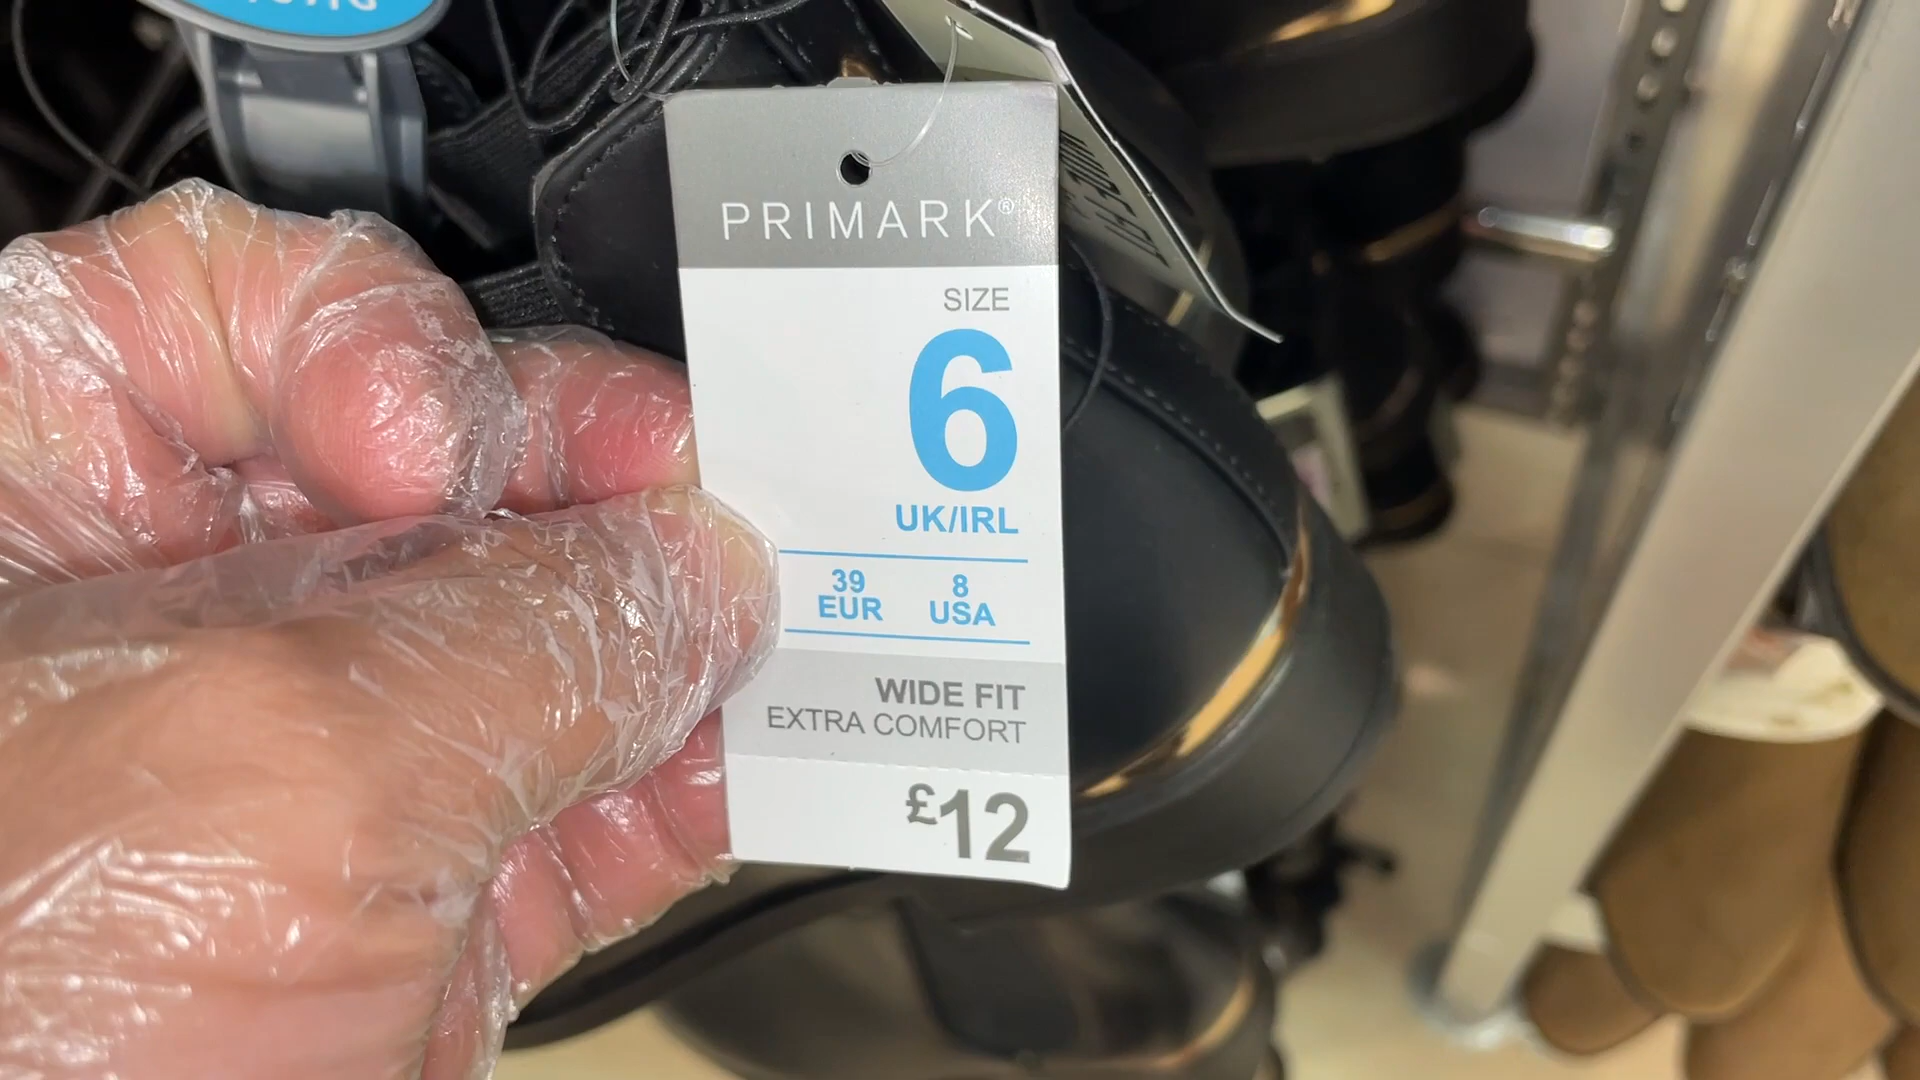 PRIMARK®
SIZE
6
UK/IRL
39 EUR
8 USA
WIDE FIT
EXTRA COMFORT
£12